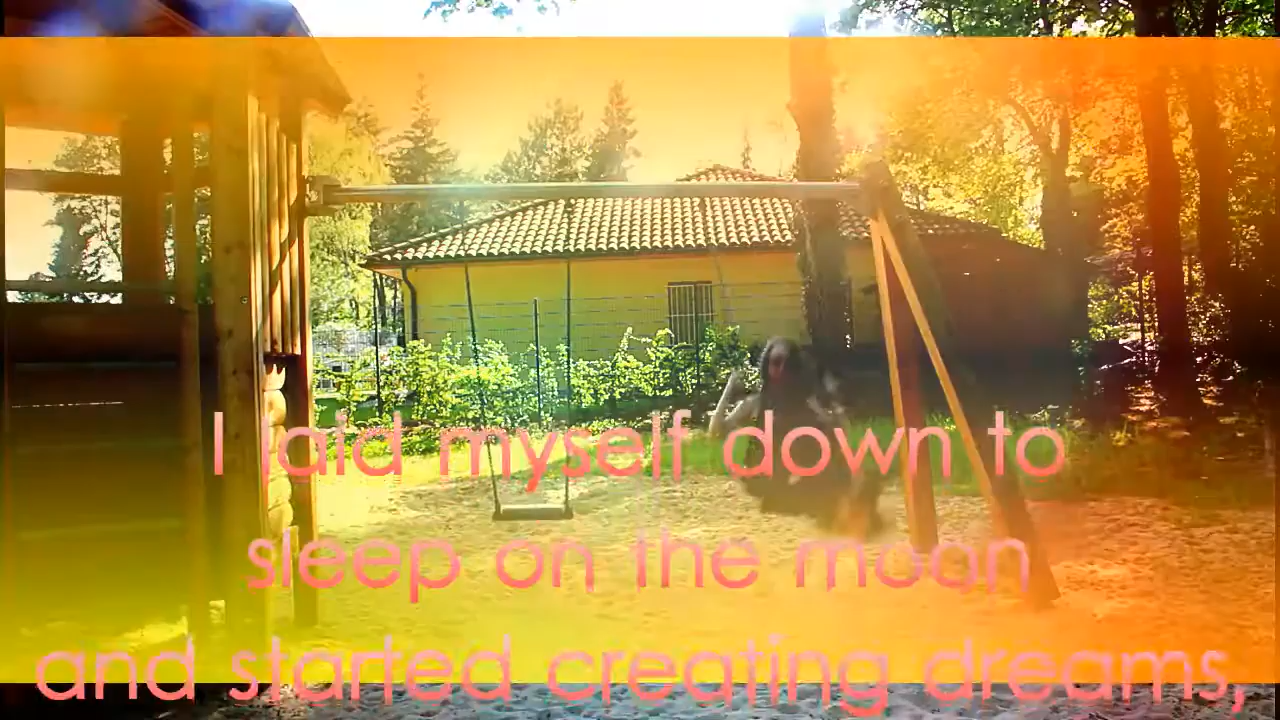 I laid myself down to
sleep on the moon
and started creating dreams,